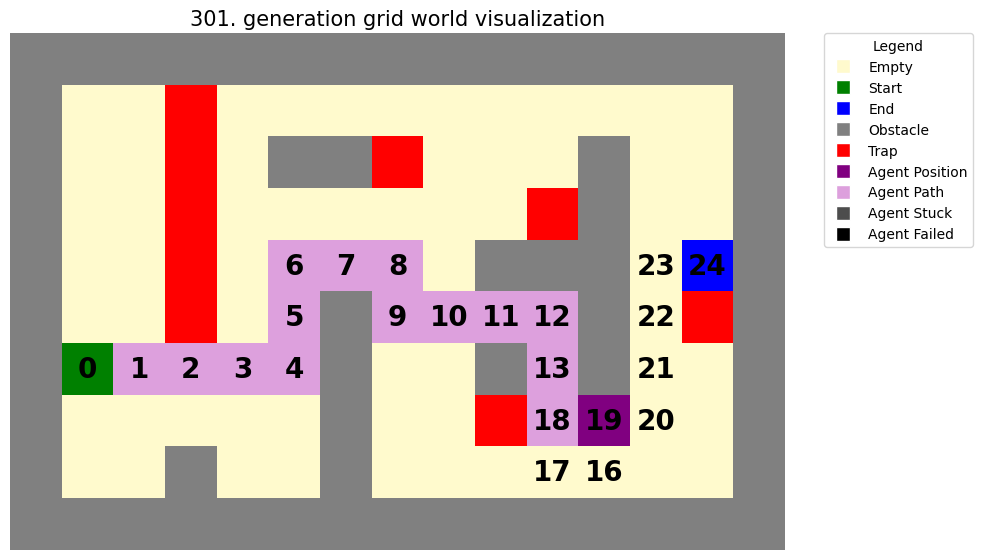 301. generation grid world visualization
Legend
Empty
Start
End
Obstacle
Trap
Agent Position
Agent Path
Agent Stuck
Agent Failed
6 7 8 23 24
5 9 10 11 12 22
0 1 2 3 4 13 21
18 19 20
17 16